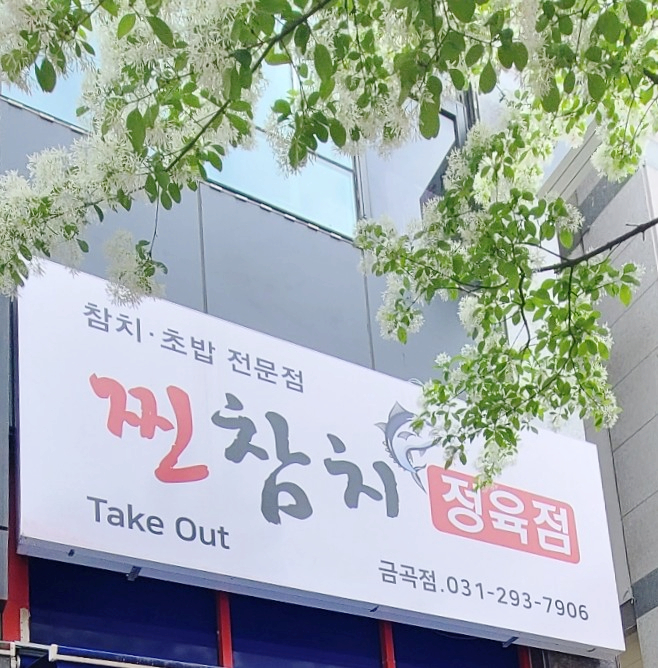 참치·초밥 전문점
찐참치 정육점
Take Out
금곡점.031-293-7906